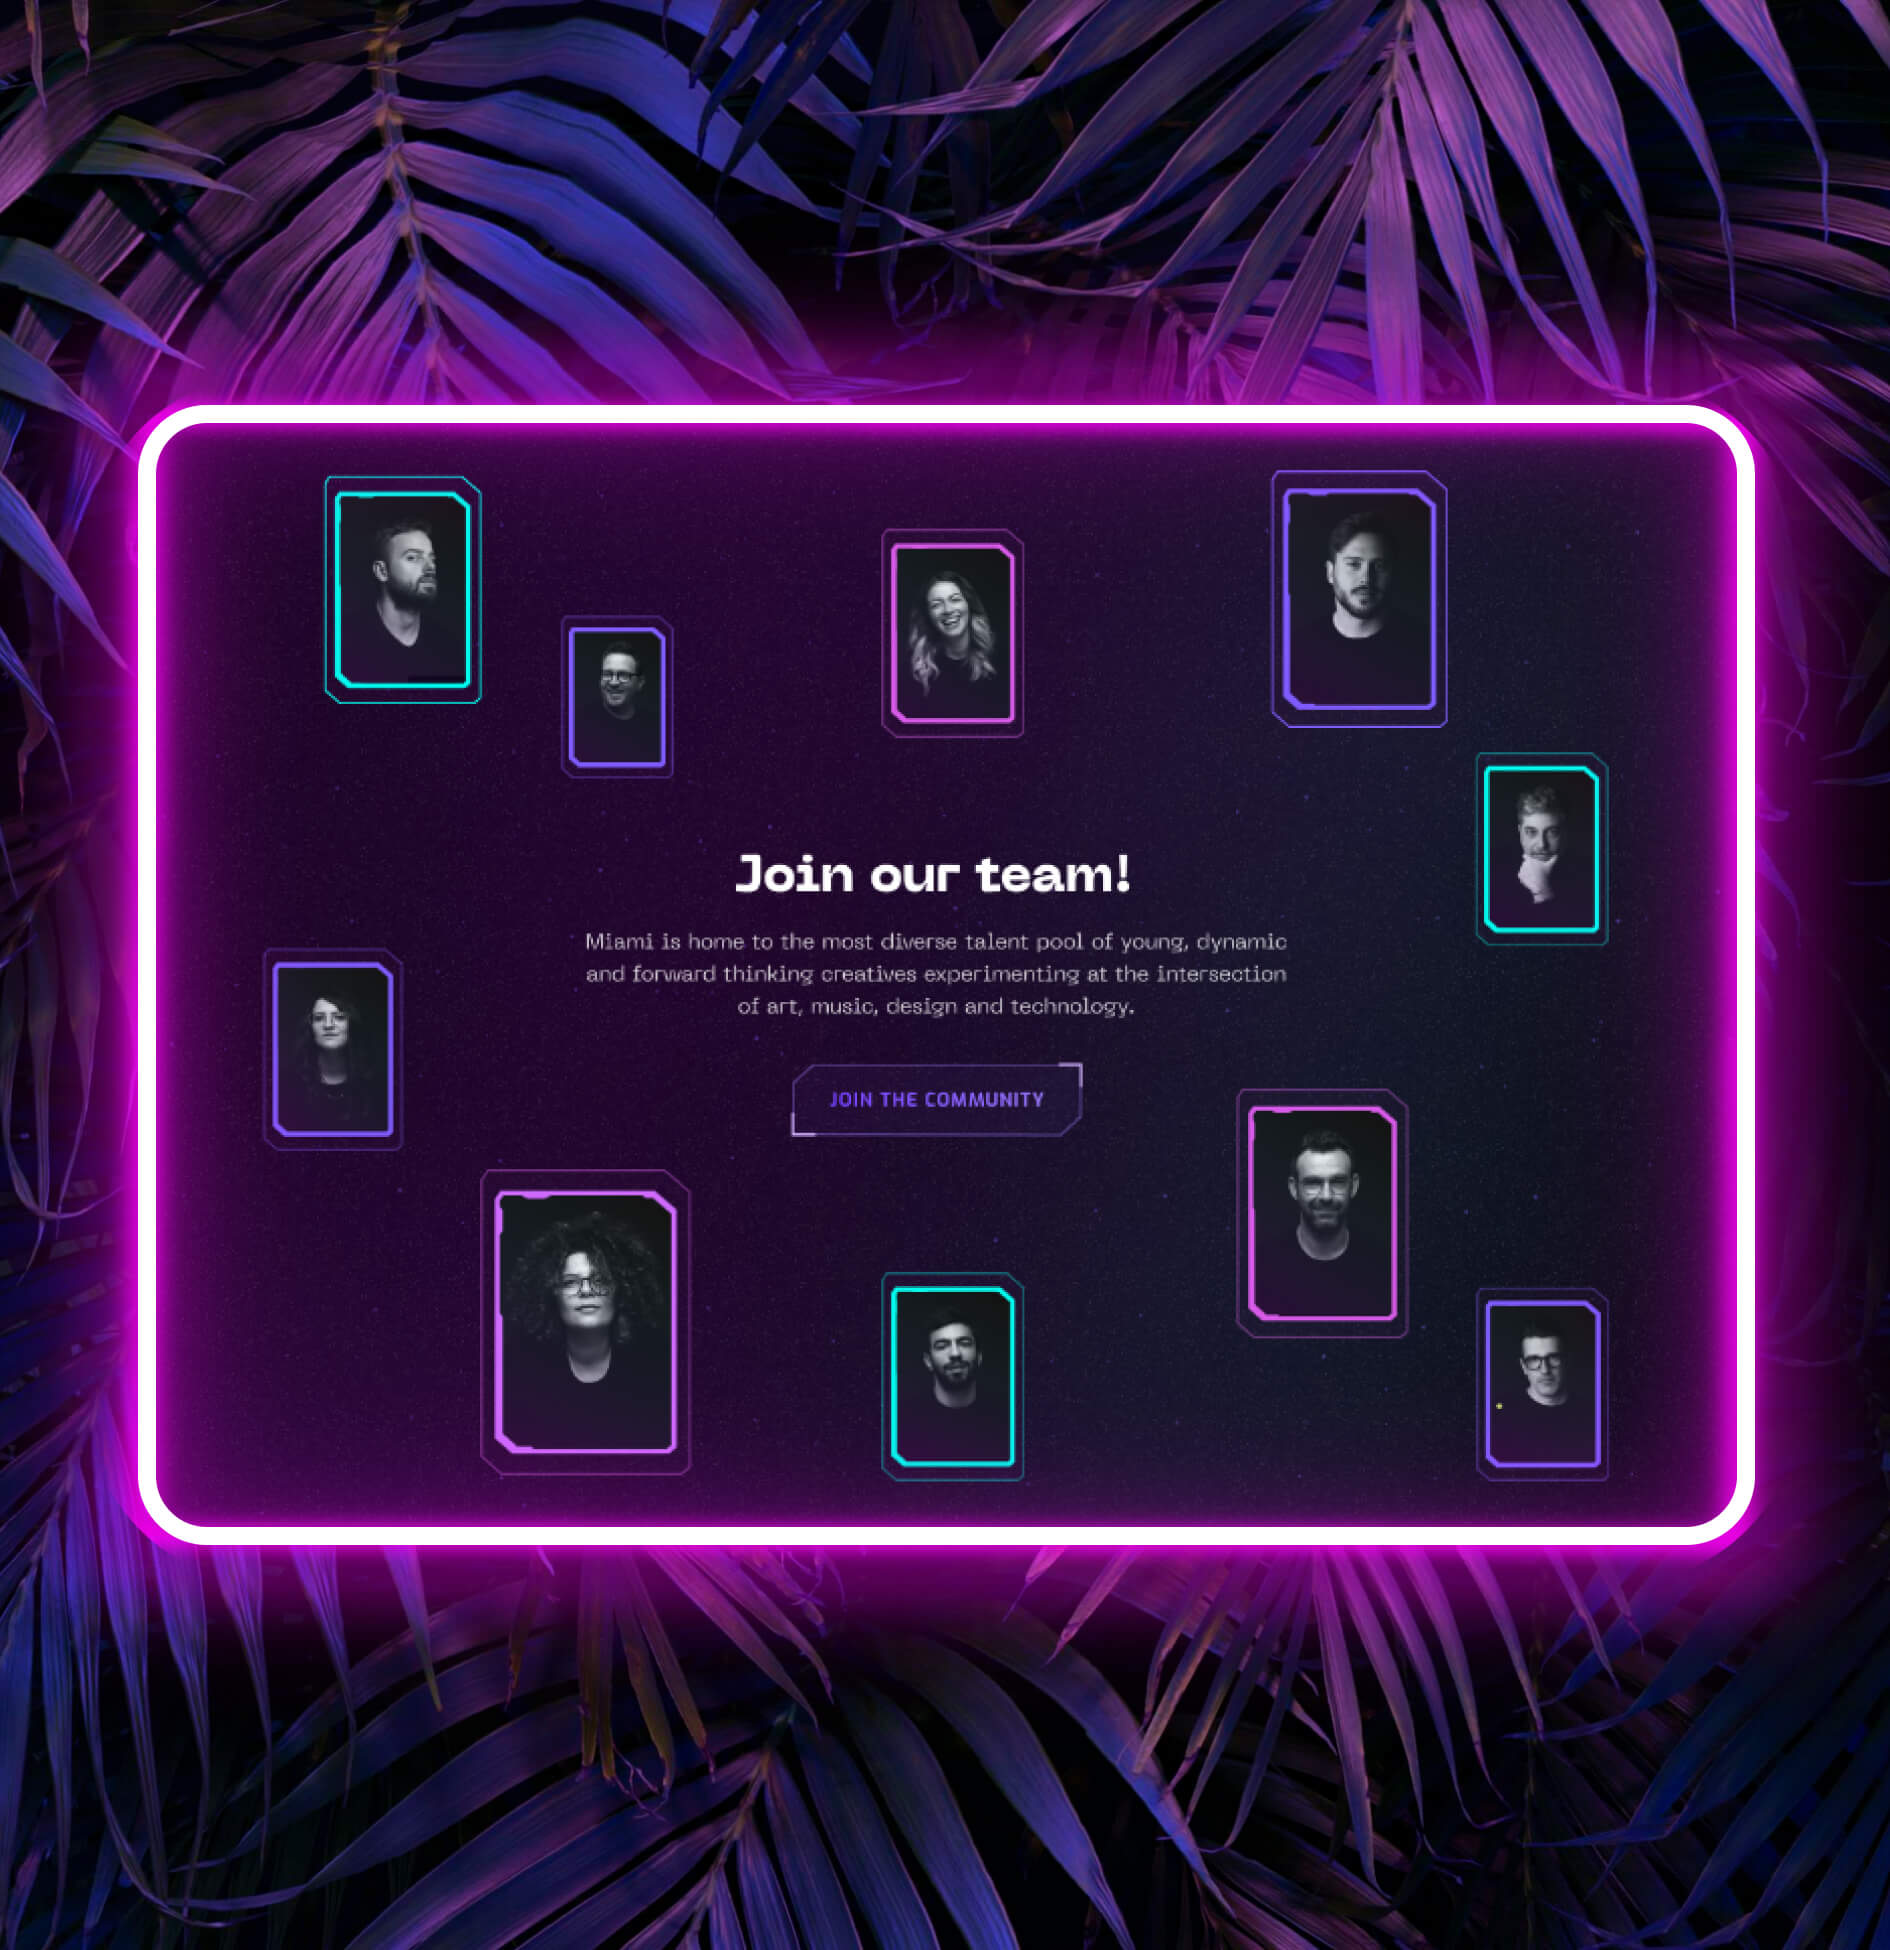 Join our team!
Miami is home to the most diverse talent pool of young, dynamic
and forward thinking creatives experimenting at the intersection
of art, music, design and technology.
JOIN THE COMMUNITY